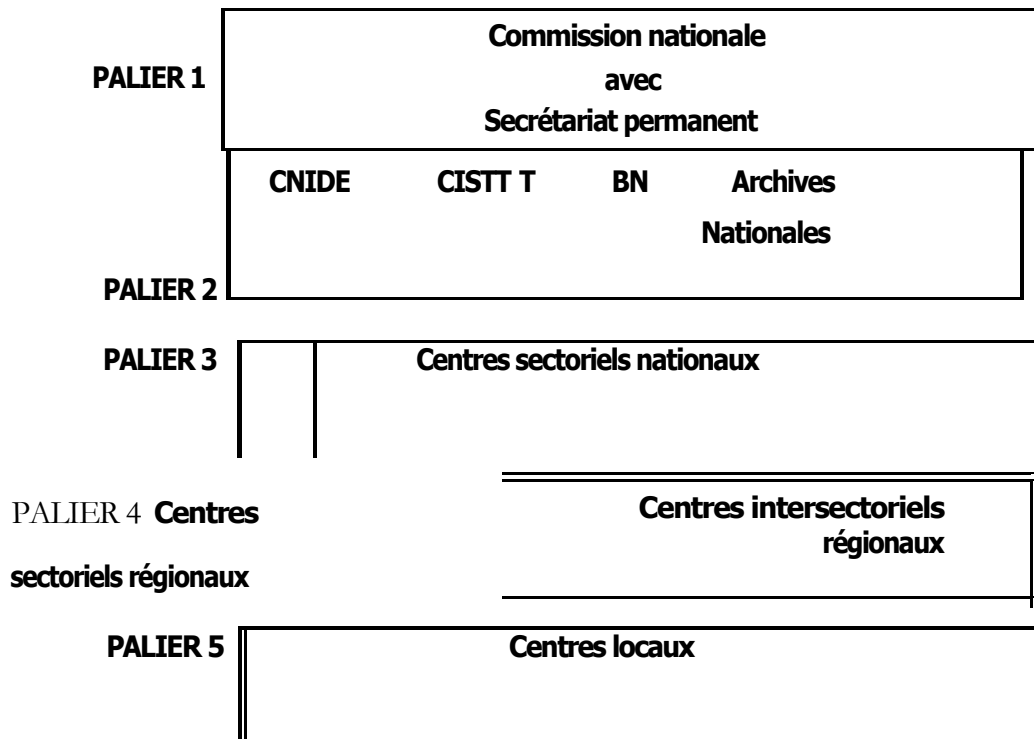 Commission nationale
PALIER 1 avec
Secrétariat permanent
CNIDE CISTT T BN Archives
Nationales
PALIER 2
PALIER 3 Centres sectoriels nationaux
PALIER 4 Centres
sectoriels régionaux
Centres intersectoriels
régionaux
PALIER 5 Centres locaux